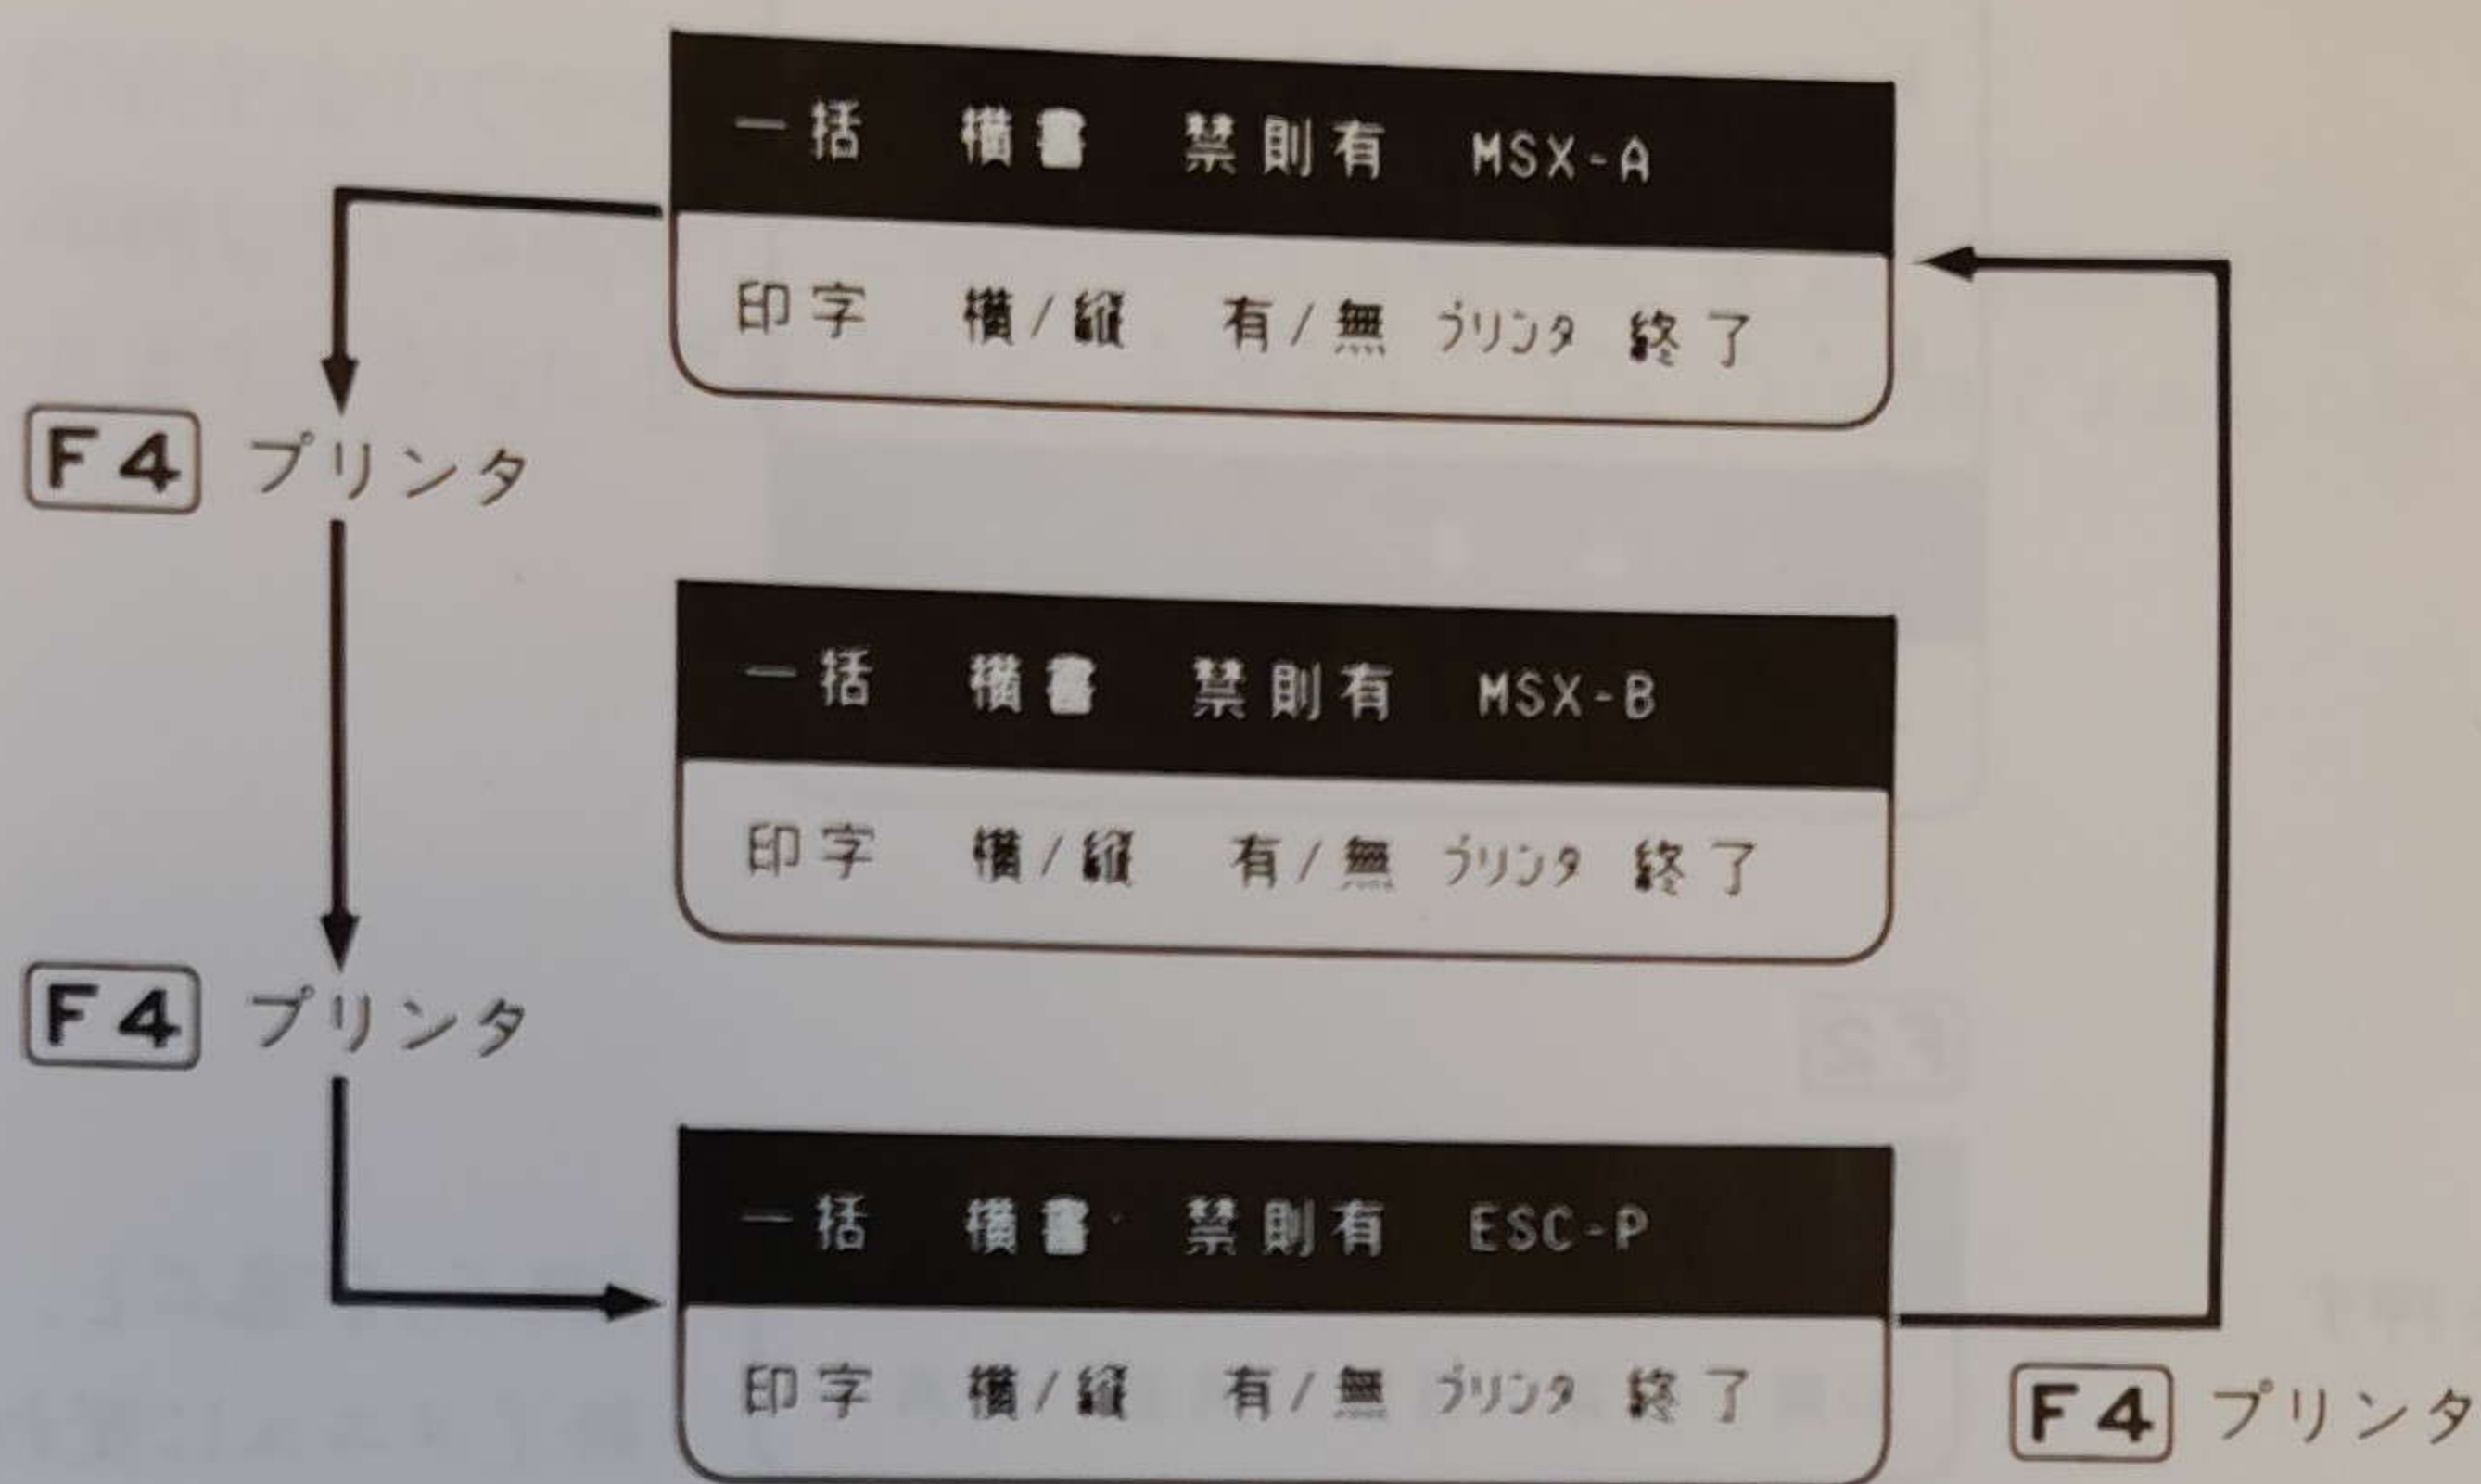 一括 横書 禁則有 MSX-A
印字 横/縦 有/無 プリンタ 終了
F4 プリンタ
一括 横書 禁則有 MSX-B
印字 横/縦 有/無 プリンタ 終了
F4 プリンタ
一括 横書 禁則有 ESC-P
印字 横/縦 有/無 プリンタ 終了
F4 プリンタ